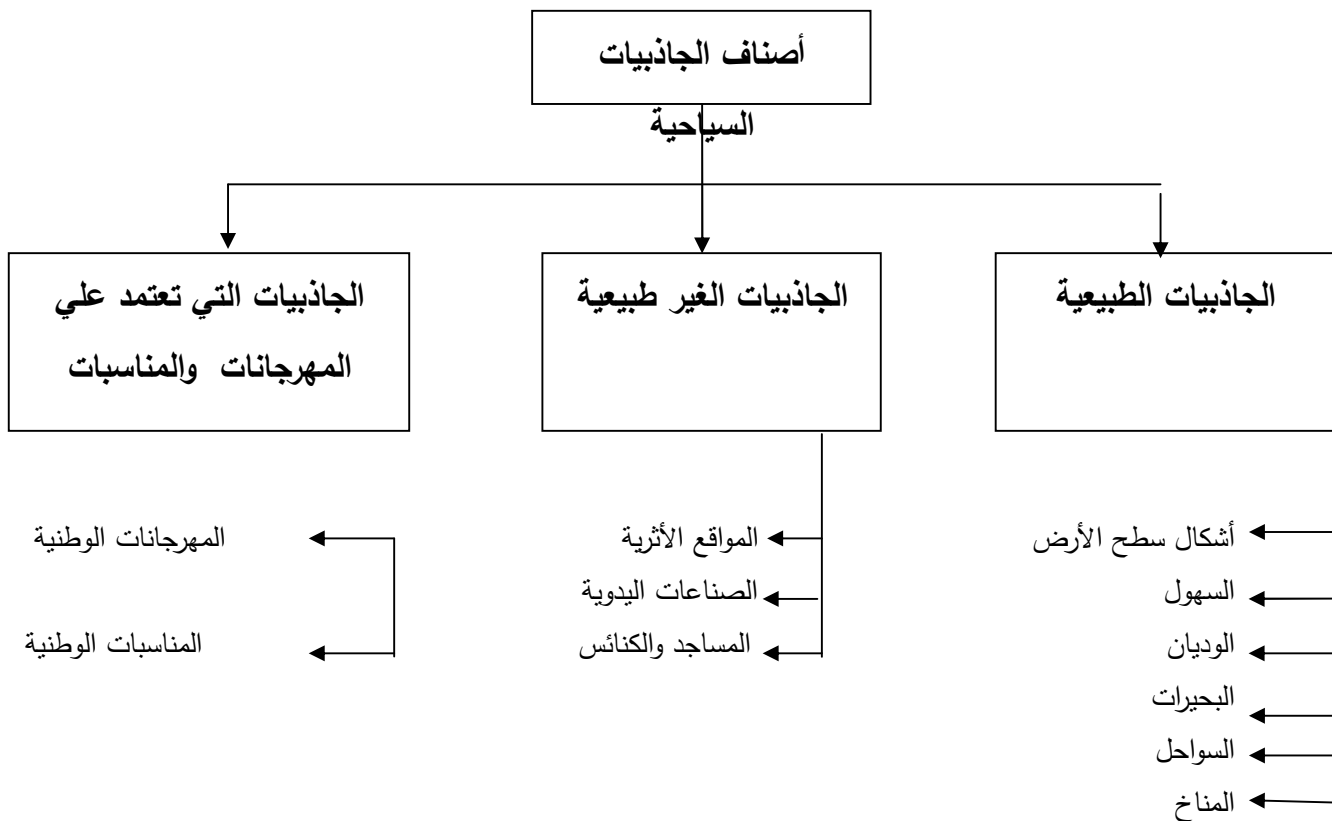 أصناف الجاذبيات
السياحية
الجاذبيات الطبيعية
الجاذبيات الغير طبيعية
الجاذبيات التي تعتمد علي
المهرجانات والمناسبات
أشكال سطح الأرض
السهول
الوديان
البحيرات
السواحل
المناخ
المواقع الأثرية
الصناعات اليدوية
المساجد والكنائس
المهرجانات الوطنية
المناسبات الوطنية